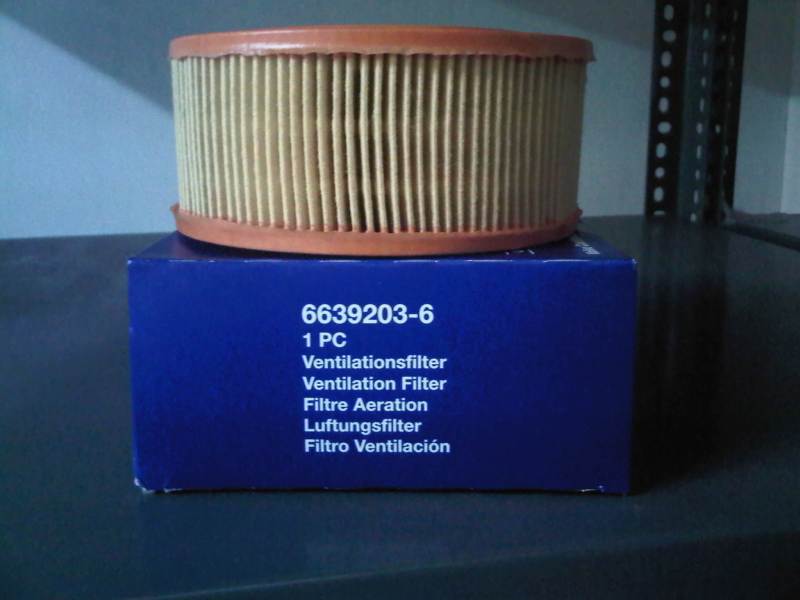 6639203-6
1 PC
Ventilationsfilter
Ventilation Filter
Filtre Aeration
Luftungsfilter
Filtro Ventilación